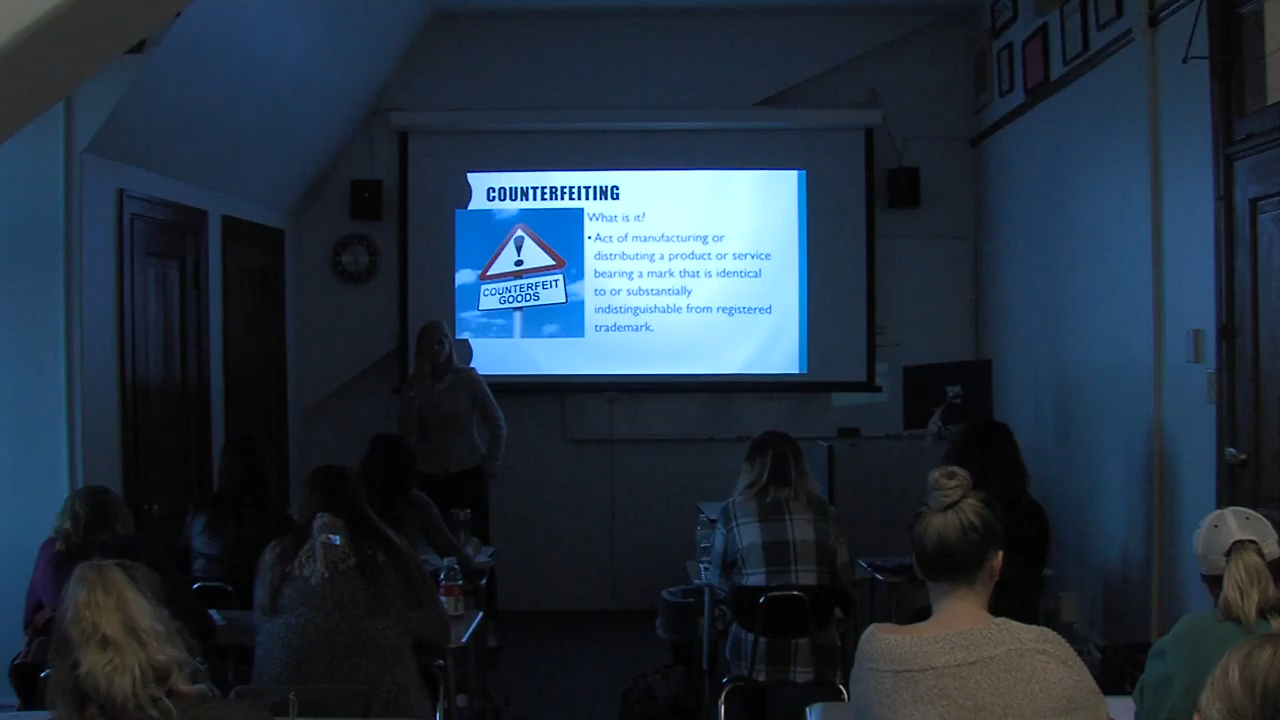 COUNTERFEITING
What is it?
• Act of manufacturing or
distributing a product or service
bearing a mark that is identical
to or substantially
indistinguishable from registered
trademark.
COUNTERFEIT
GOODS